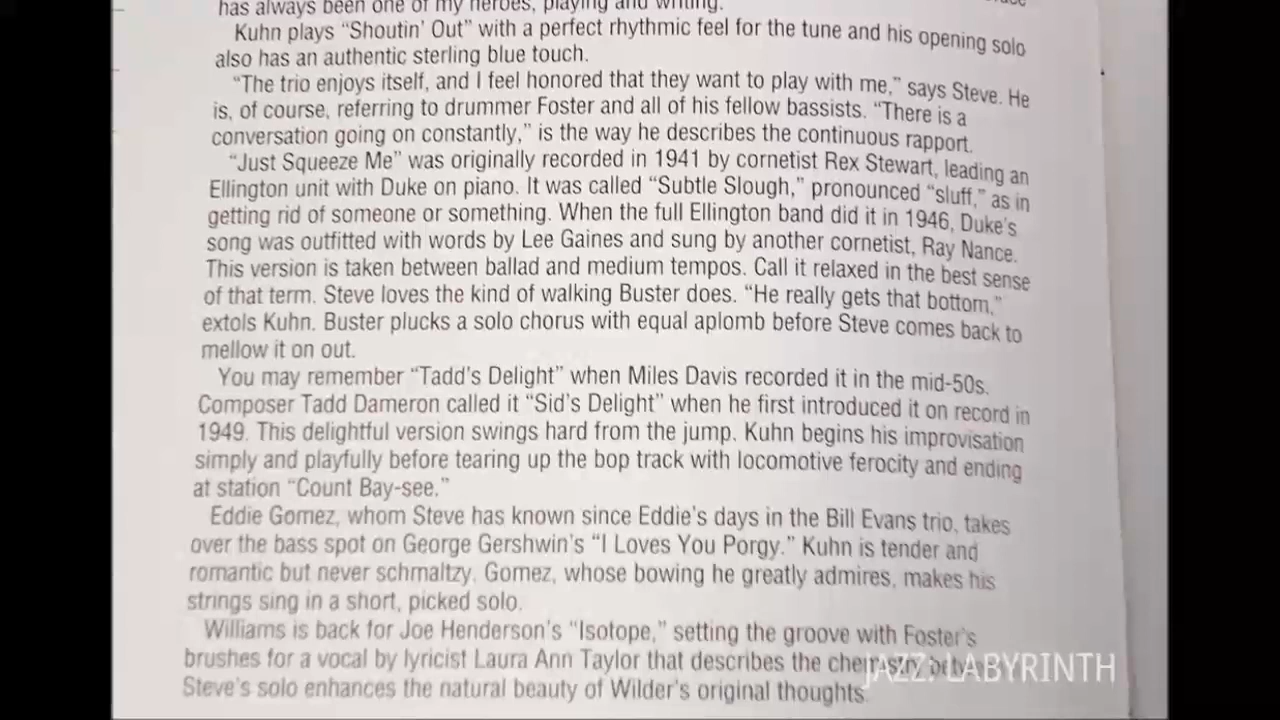 has always been one of my heroes, playing and writing.
Kuhn plays “Shoutin’ Out” with a perfect rhythmic feel for the tune and his opening solo
also has an authentic sterling blue touch.
“The trio enjoys itself, and I feel honored that they want to play with me,” says Steve. He
is, of course, referring to drummer Foster and all of his fellow bassists. “There is a
conversation going on constantly,” is the way he describes the continuous rapport.
“Just Squeeze Me” was originally recorded in 1941 by cornetist Rex Stewart, leading an
Ellington unit with Duke on piano. It was called “Subtle Slough,” pronounced “sluff,” as in
getting rid of someone or something. When the full Ellington band did it in 1946, Duke’s
song was outfitted with words by Lee Gaines and sung by another cornetist, Ray Nance.
This version is taken between ballad and medium tempos. Call it relaxed in the best sense
of that term. Steve loves the kind of walking Buster does. “He really gets that bottom,”
extols Kuhn. Buster plucks a solo chorus with equal aplomb before Steve comes back to
mellow it on out.
You may remember “Tadd’s Delight” when Miles Davis recorded it in the mid-50s.
Composer Tadd Dameron called it “Sid’s Delight” when he first introduced it on record in
1949. This delightful version swings hard from the jump. Kuhn begins his improvisation
simply and playfully before tearing up the bop track with locomotive ferocity and ending
at station “Count Bay-see.”
Eddie Gomez, whom Steve has known since Eddie’s days in the Bill Evans trio, takes
over the bass spot on George Gershwin’s “I Loves You Porgy.” Kuhn is tender and
romantic but never schmaltzy. Gomez, whose bowing he greatly admires, makes his
strings sing in a short, picked solo.
Williams is back for Joe Henderson’s “Isotope,” setting the groove with Foster’s
brushes for a vocal by lyricist Laura Ann Taylor that describes the chemistry
Steve’s solo enhances the natural beauty of Wilder’s original thoughts.
JAZZ: LABYRINTH